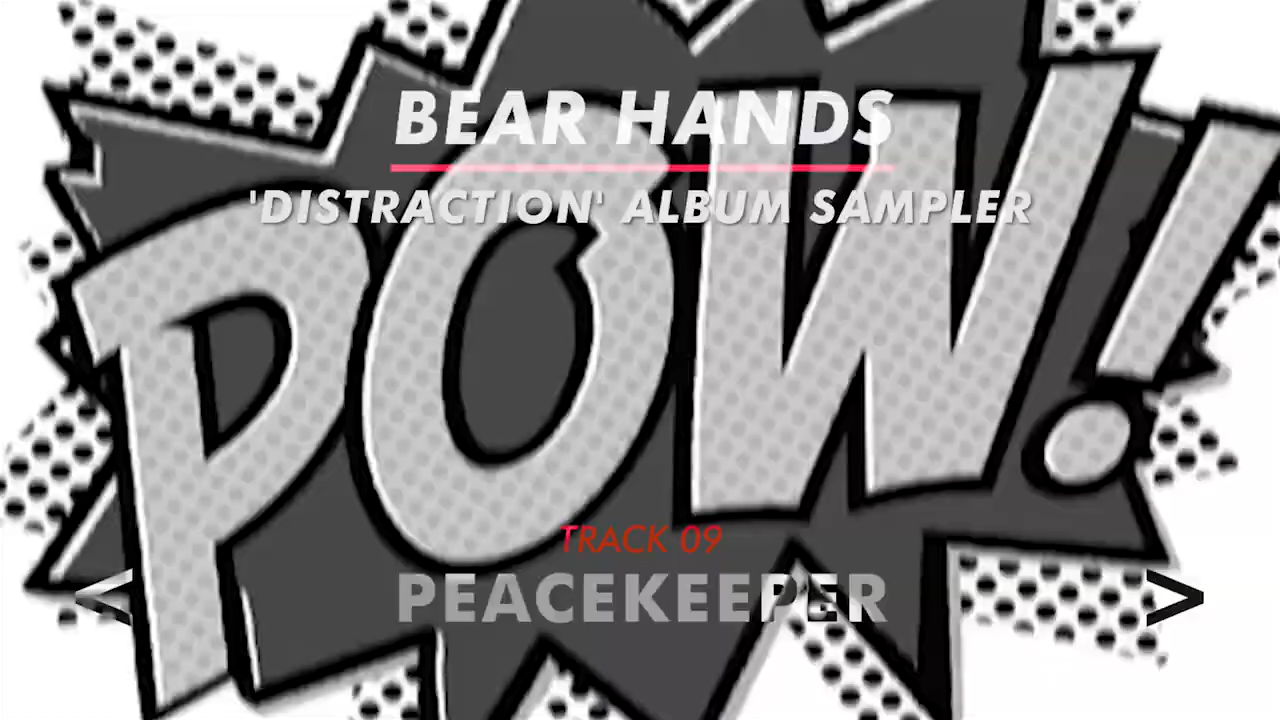 BEAR HANDS
'DISTRACTION' ALBUM SAMPLER
POW!
TRACK 09
< PEACEKEEPER >